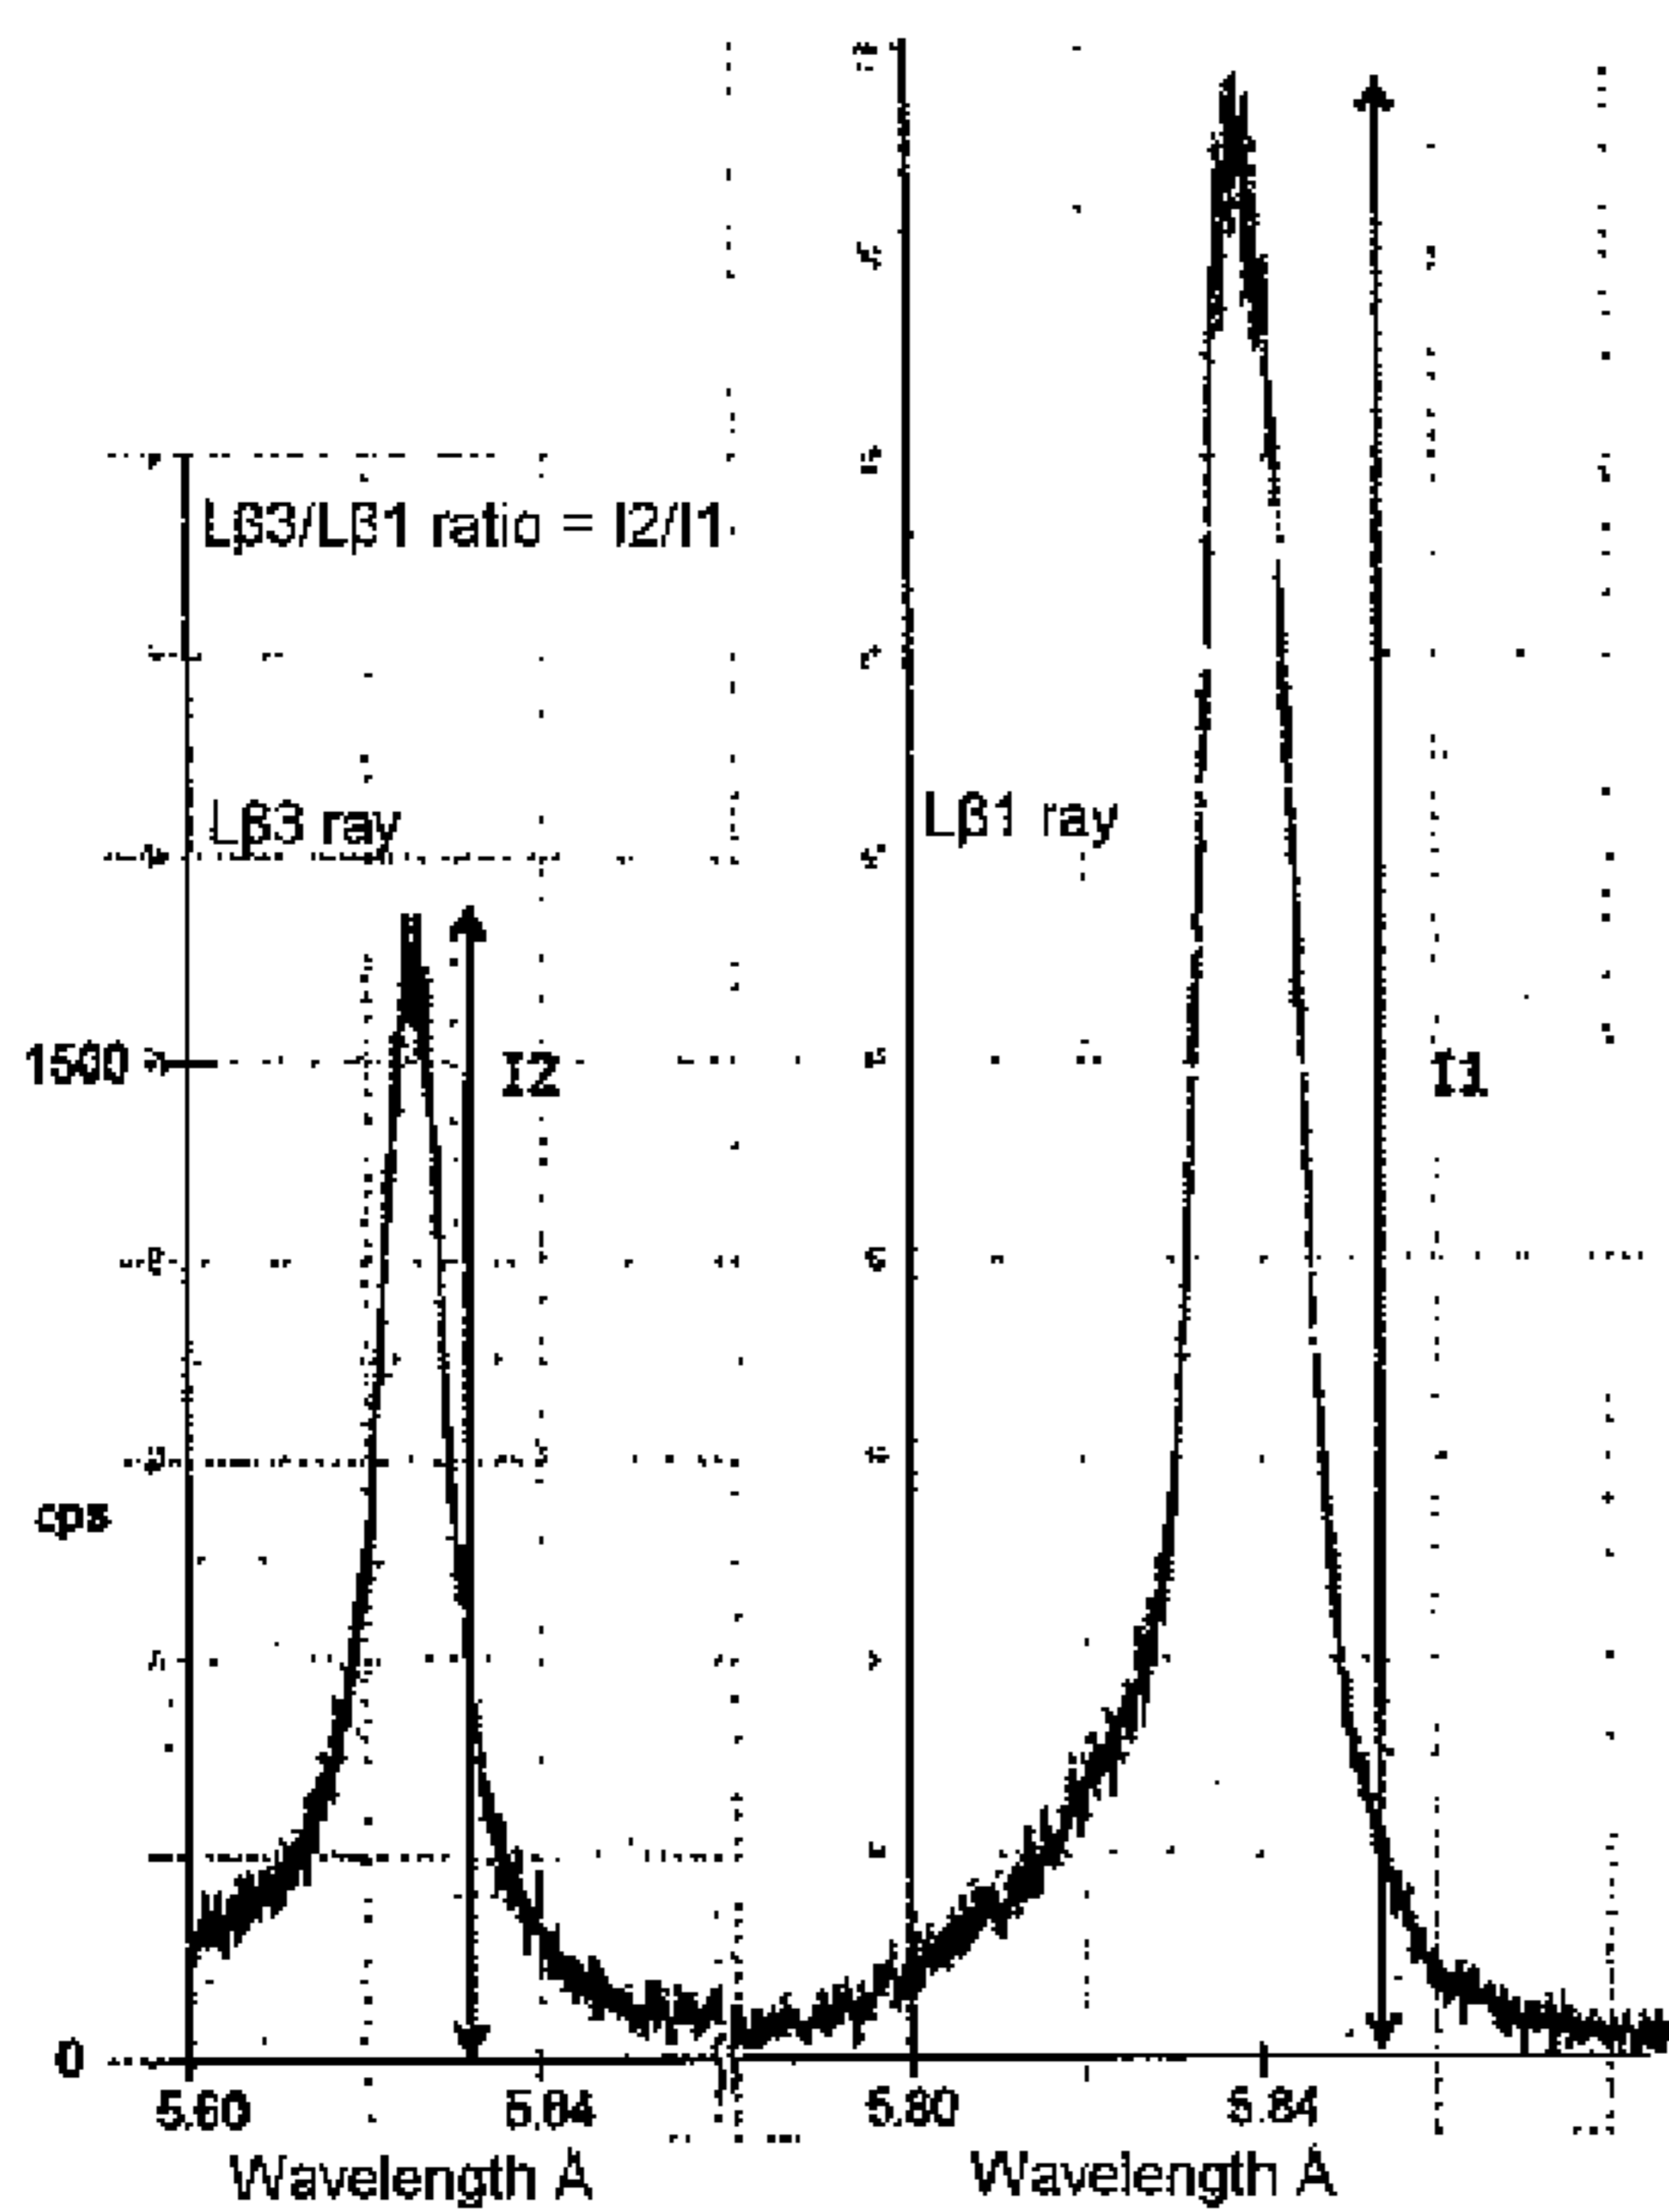 Lβ3/Lβ1 ratio = I2/I1
Lβ3 ray
Lβ1 ray
1500
I2
I1
cps
0
5.60
5.64
5.80
5.84
Wavelength Å
Wavelength Å